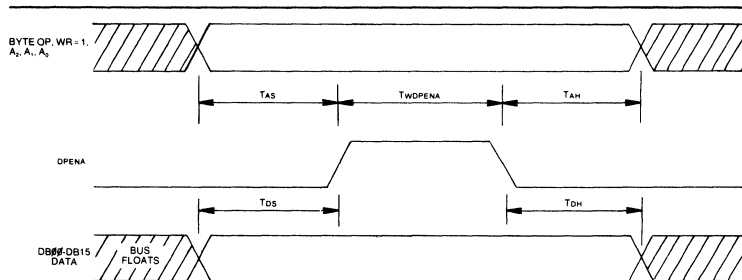 BYTE OP, WR = 1,
A₂, A₁, A₀
TAS
TWDPENA
TAH
DPENA
TDS
TDH
DBØØ-DB15
DATA
BUS
FLOATS